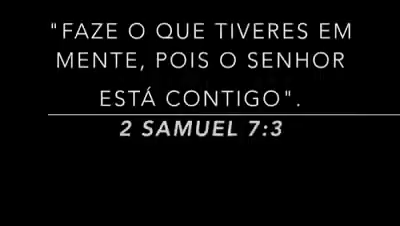 "FAZE O QUE TIVERES EM
MENTE, POIS O SENHOR
ESTÁ CONTIGO".
2 SAMUEL 7:3